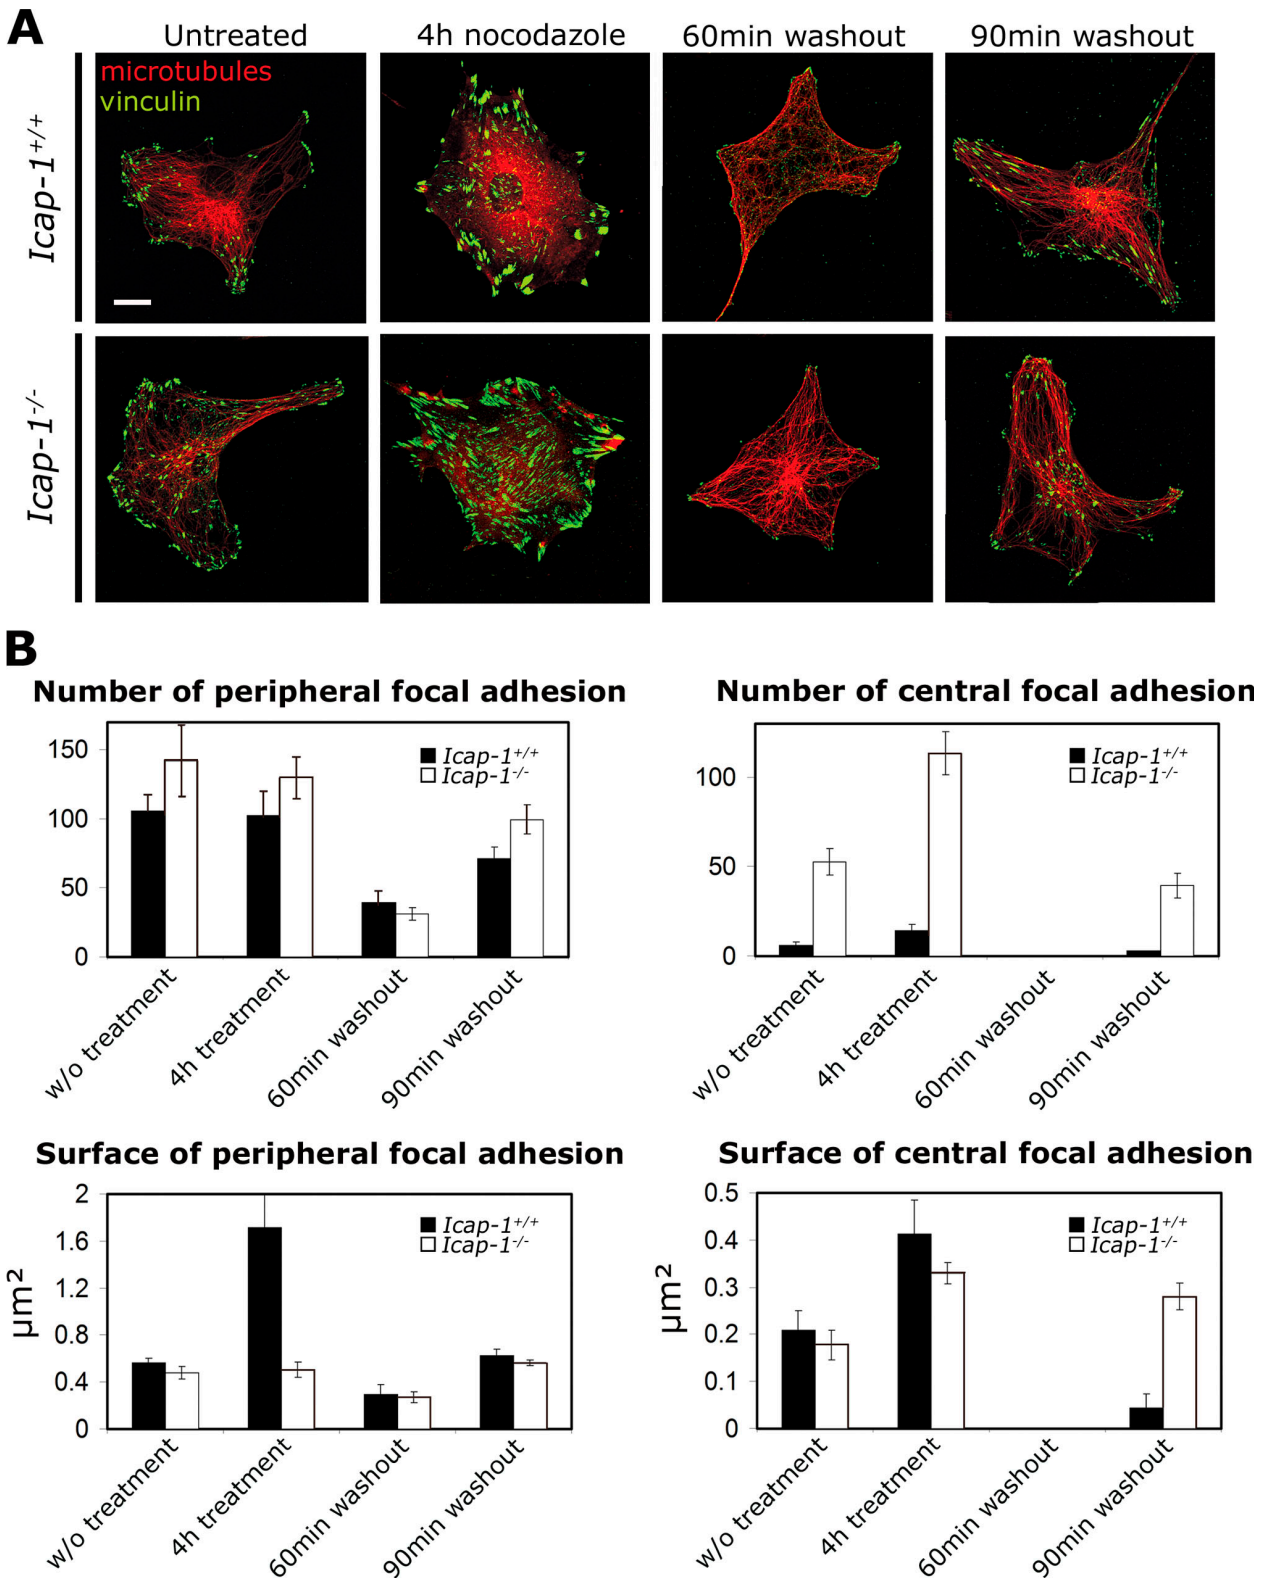 A
Untreated
4h nocodazole
60min washout
90min washout
microtubules
vinculin
Icap-1+/+
Icap-1-/-
B
Number of peripheral focal adhesion
150
100
50
0
Icap-1+/+
Icap-1-/-
w/o treatment
4h treatment
60min washout
90min washout
Number of central focal adhesion
100
50
0
Icap-1+/+
Icap-1-/-
w/o treatment
4h treatment
60min washout
90min washout
Surface of peripheral focal adhesion
µm²
2
1.6
1.2
0.8
0.4
0
Icap-1+/+
Icap-1-/-
w/o treatment
4h treatment
60min washout
90min washout
Surface of central focal adhesion
µm²
0.5
0.4
0.3
0.2
0.1
0
Icap-1+/+
Icap-1-/-
w/o treatment
4h treatment
60min washout
90min washout